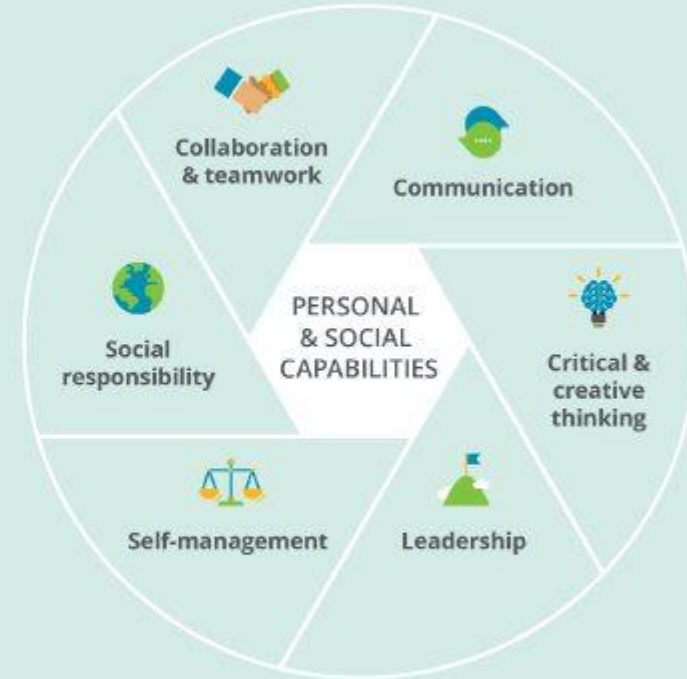 Collaboration
& teamwork
Communication
Critical &
creative
thinking
Leadership
Self-management
Social
responsibility
PERSONAL
& SOCIAL
CAPABILITIES